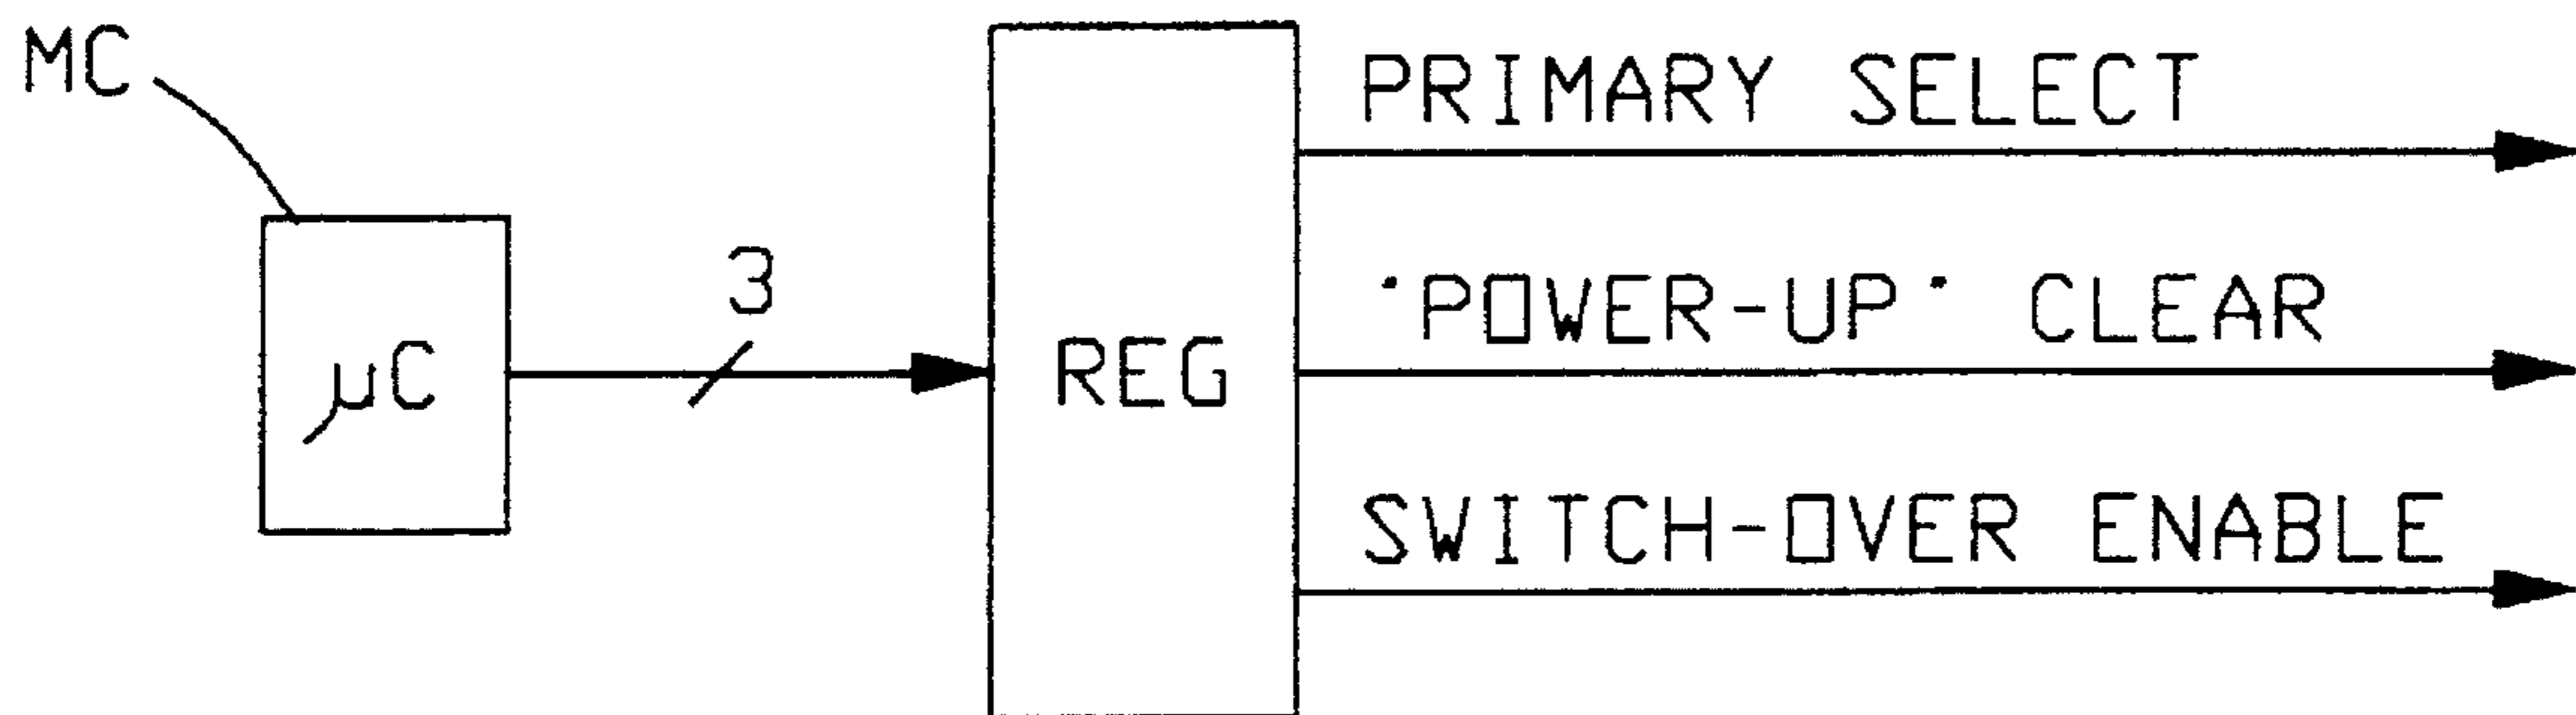 MC
μC
3
REG
PRIMARY SELECT
'POWER-UP' CLEAR
SWITCH-OVER ENABLE